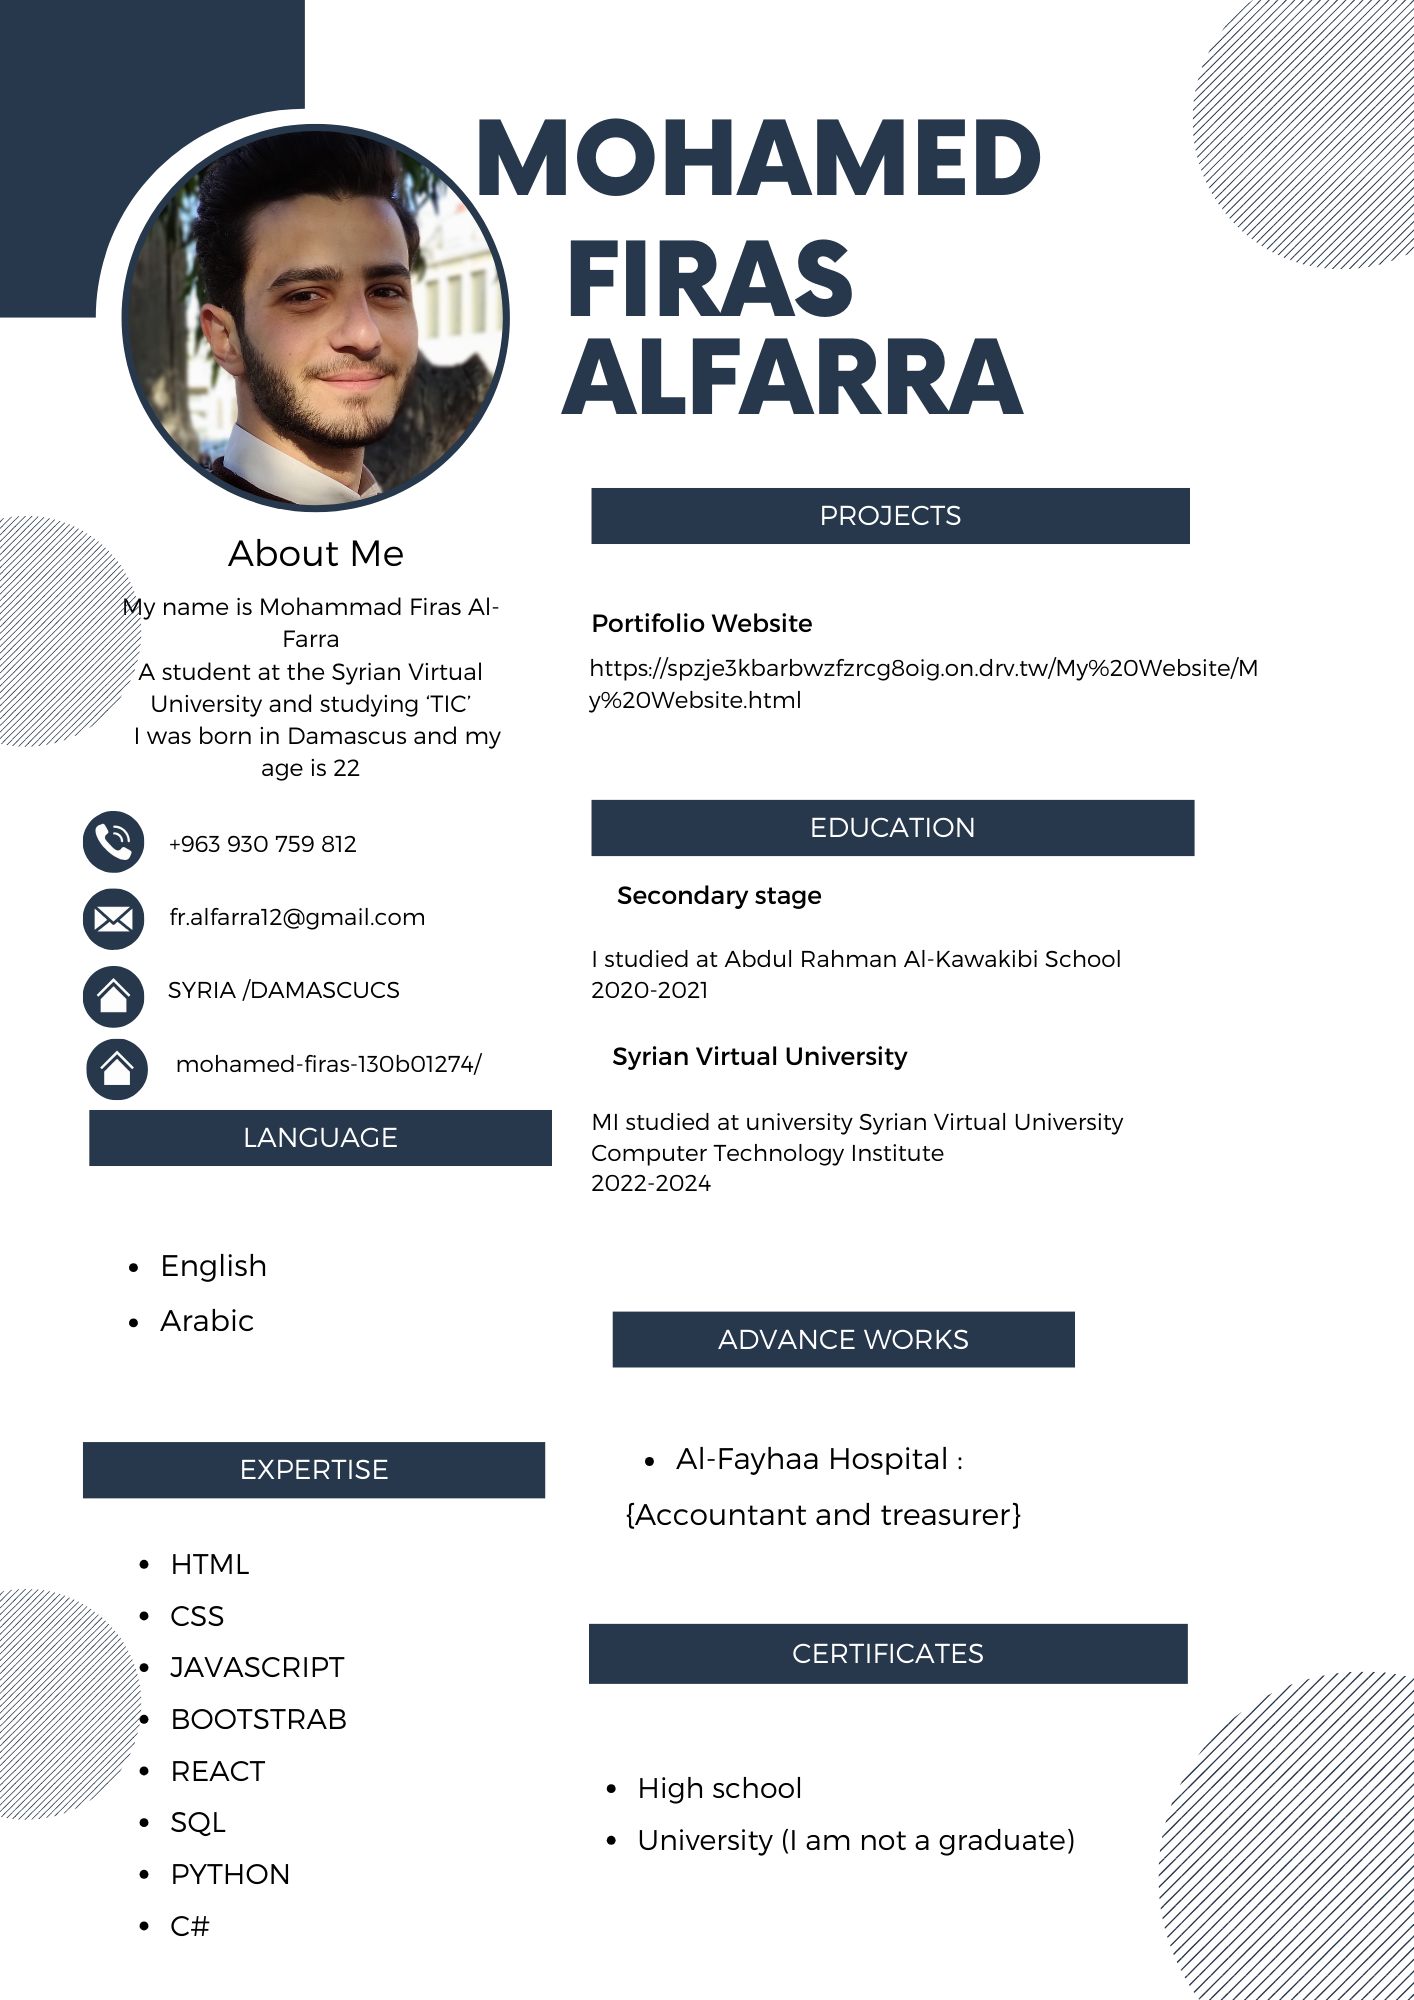 MOHAMED
FIRAS
ALFARRA
About Me
My name is Mohammad Firas Al-
Farra
A student at the Syrian Virtual
University and studying ‘TIC’
I was born in Damascus and my
age is 22
+963 930 759 812
fr.alfarra12@gmail.com
SYRIA /DAMASCUCS
mohamed-firas-130b01274/
LANGUAGE
• English
• Arabic
EXPERTISE
• HTML
• CSS
• JAVASCRIPT
• BOOTSTRAB
• REACT
• SQL
• PYTHON
• C#
PROJECTS
Portifolio Website
https://spzje3kbarbwzfzrcg8oig.on.drv.tw/My%20Website/M
y%20Website.html
EDUCATION
Secondary stage
I studied at Abdul Rahman Al-Kawakibi School
2020-2021
Syrian Virtual University
MI studied at university Syrian Virtual University
Computer Technology Institute
2022-2024
ADVANCE WORKS
• Al-Fayhaa Hospital :
{Accountant and treasurer}
CERTIFICATES
• High school
• University (I am not a graduate)